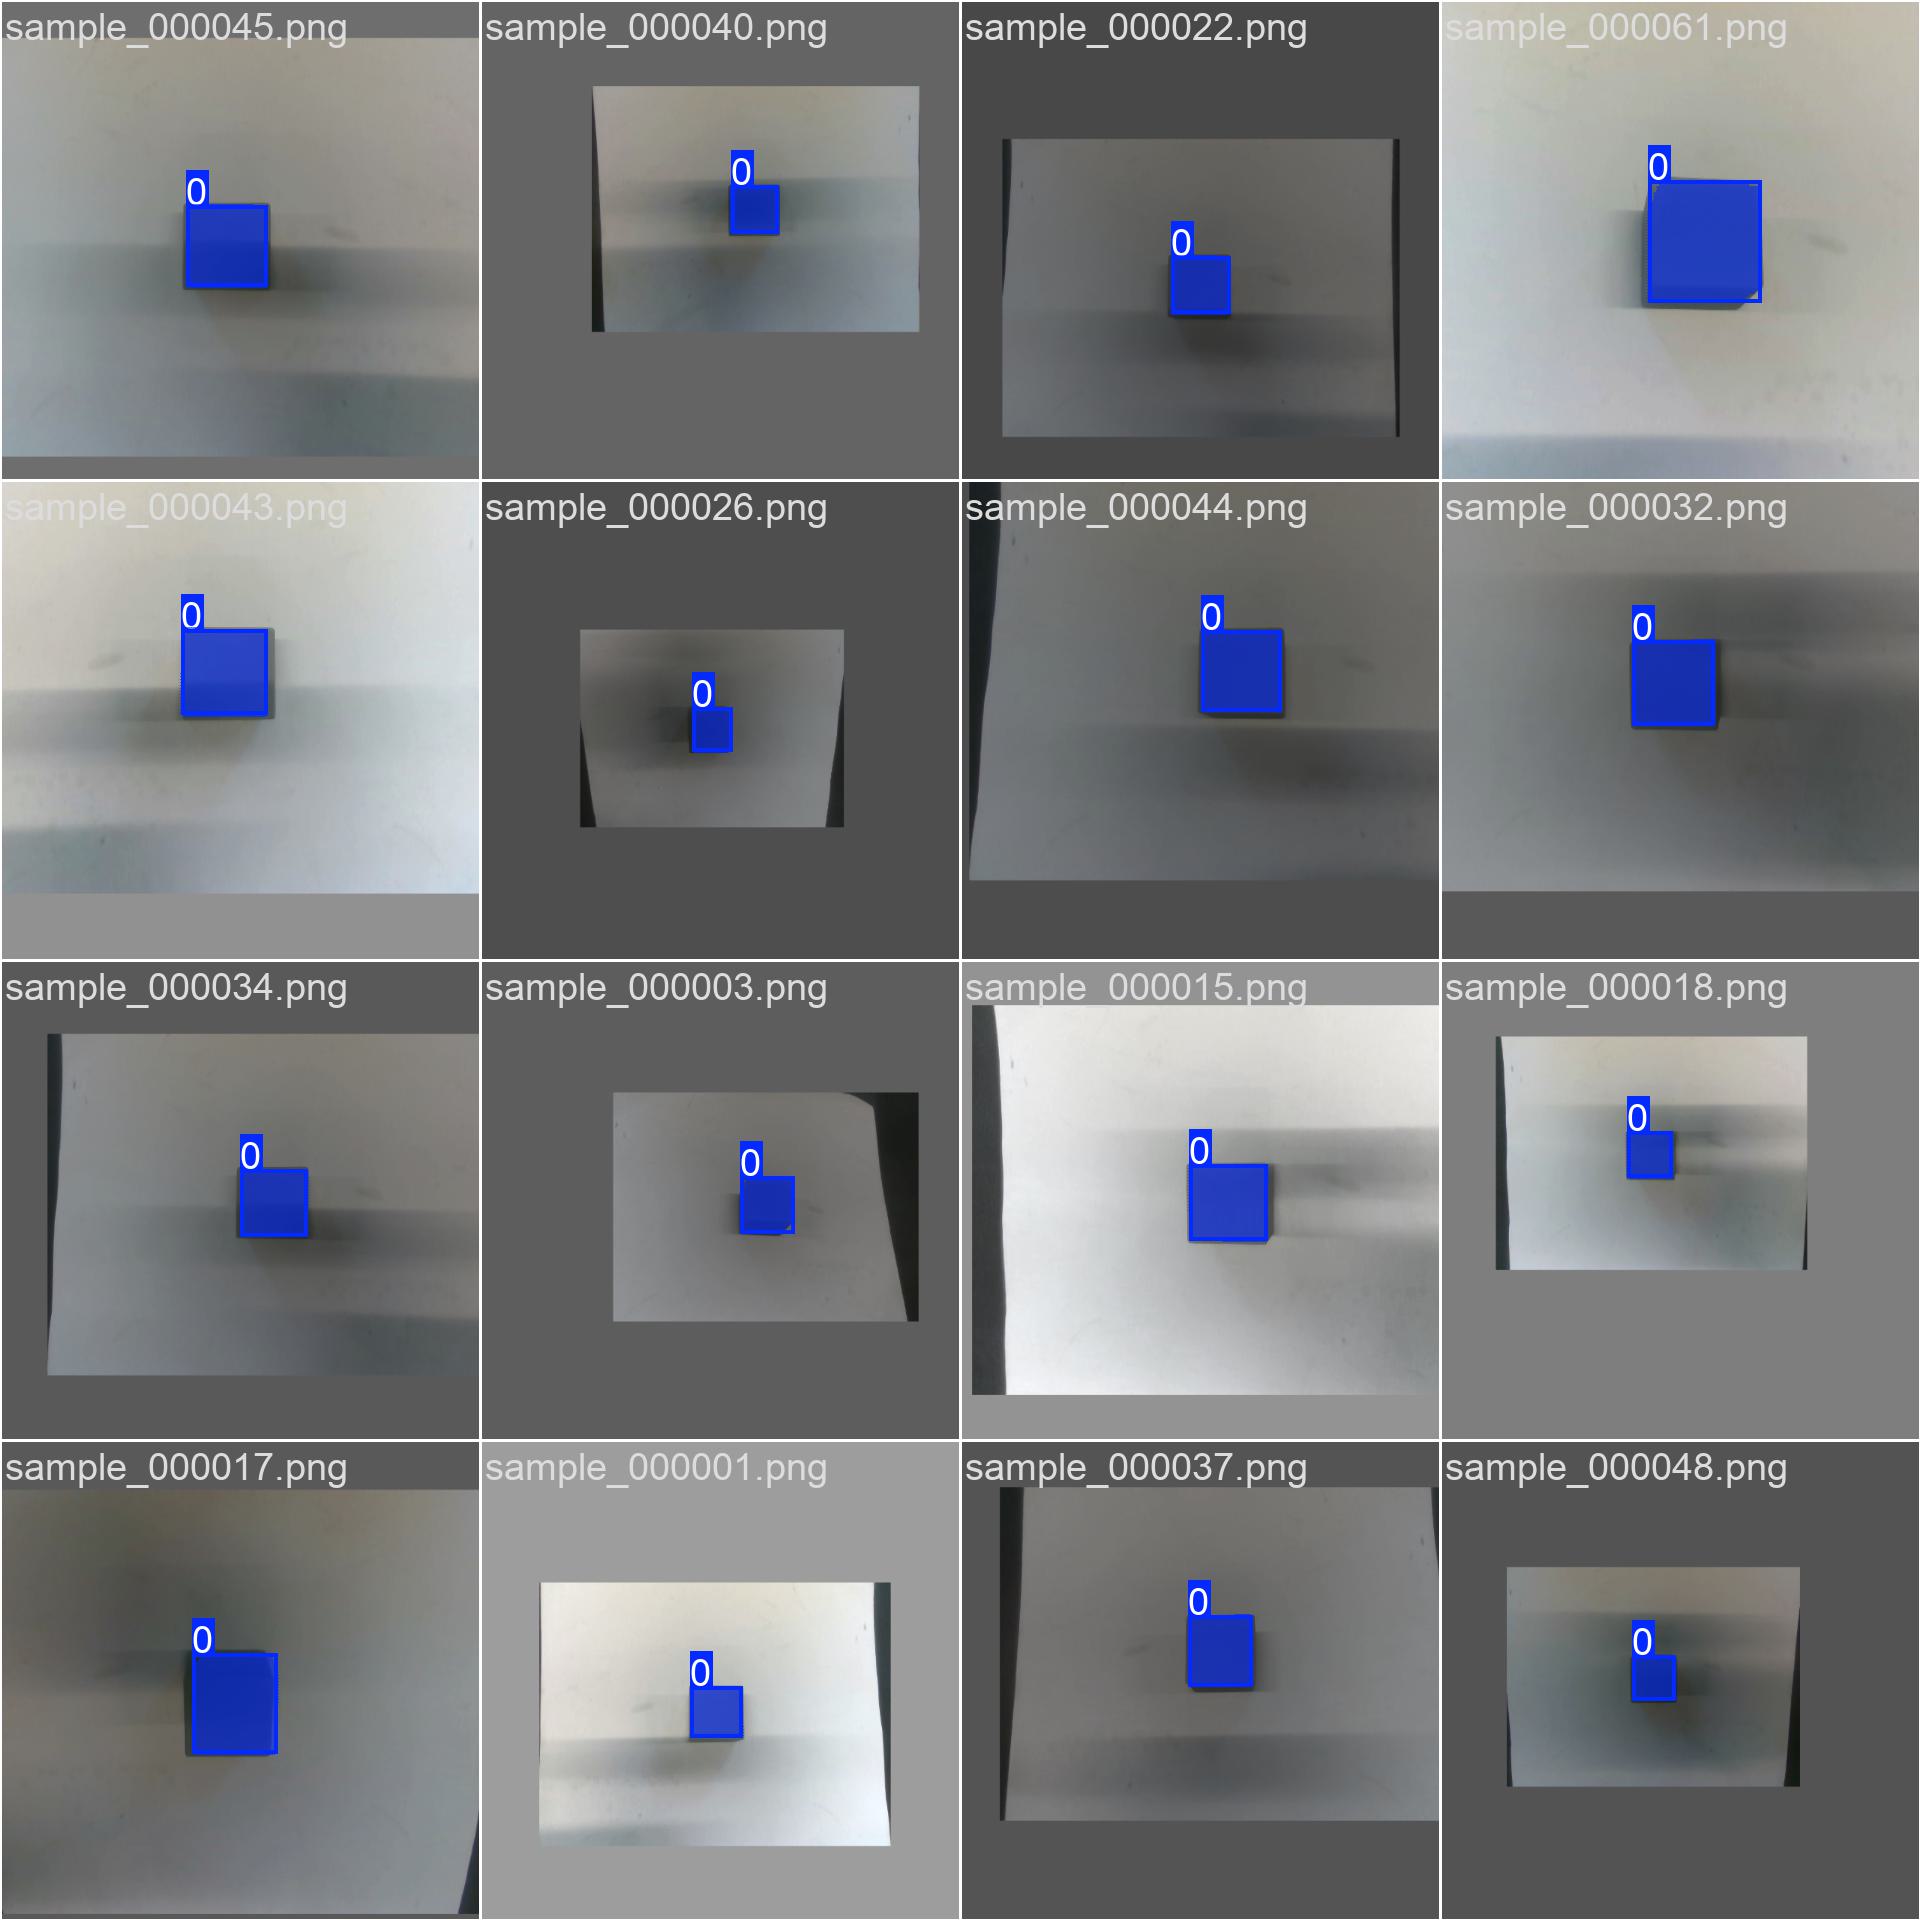 sample_000045.png
sample_000040.png
sample_000022.png
sample_000061.png
0
0
0
0
sample_000043.png
sample_000026.png
sample_000044.png
sample_000032.png
0
0
0
0
sample_000034.png
sample_000003.png
sample_000015.png
sample_000018.png
0
0
0
0
sample_000017.png
sample_000001.png
sample_000037.png
sample_000048.png
0
0
0
0